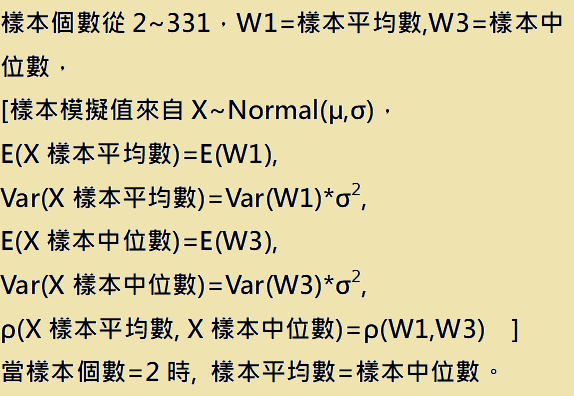 樣本個數從 2~331，W1=樣本平均數,W3=樣本中
位數，
[樣本模擬值來自 X~Normal(μ,σ)，
E(X 樣本平均數)=E(W1),
Var(X 樣本平均數)=Var(W1)*σ²,
E(X 樣本中位數)=E(W3),
Var(X 樣本中位數)=Var(W3)*σ²,
ρ(X 樣本平均數, X 樣本中位數)=ρ(W1,W3) ]
當樣本個數=2 時, 樣本平均數=樣本中位數。